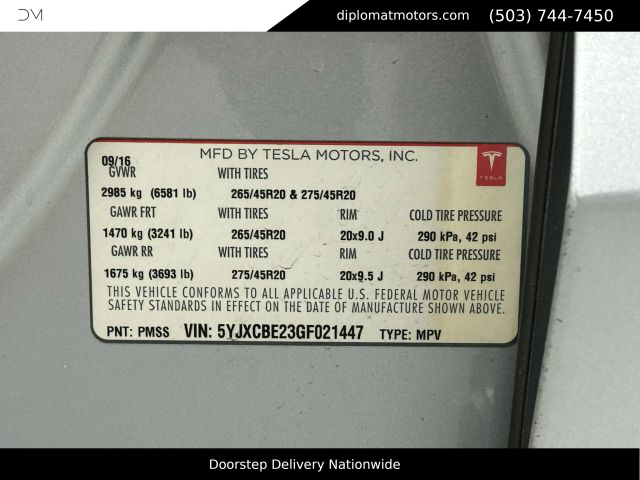 DM
diplomatmotors.com (503) 744-7450
09/16 MFD BY TESLA MOTORS, INC.
TESLA
GVWR WITH TIRES
2985 kg (6581 lb) 265/45R20 & 275/45R20
GAWR FRT WITH TIRES RIM COLD TIRE PRESSURE
1470 kg (3241 lb) 265/45R20 20x9.0 J 290 kPa, 42 psi
GAWR RR WITH TIRES RIM COLD TIRE PRESSURE
1675 kg (3693 lb) 275/45R20 20x9.5 J 290 kPa, 42 psi
THIS VEHICLE CONFORMS TO ALL APPLICABLE U.S. FEDERAL MOTOR VEHICLE
SAFETY STANDARDS IN EFFECT ON THE DATE OF MANUFACTURE SHOWN ABOVE.
PNT: PMSS VIN: 5YJXCBE23GF021447 TYPE: MPV
Doorstep Delivery Nationwide